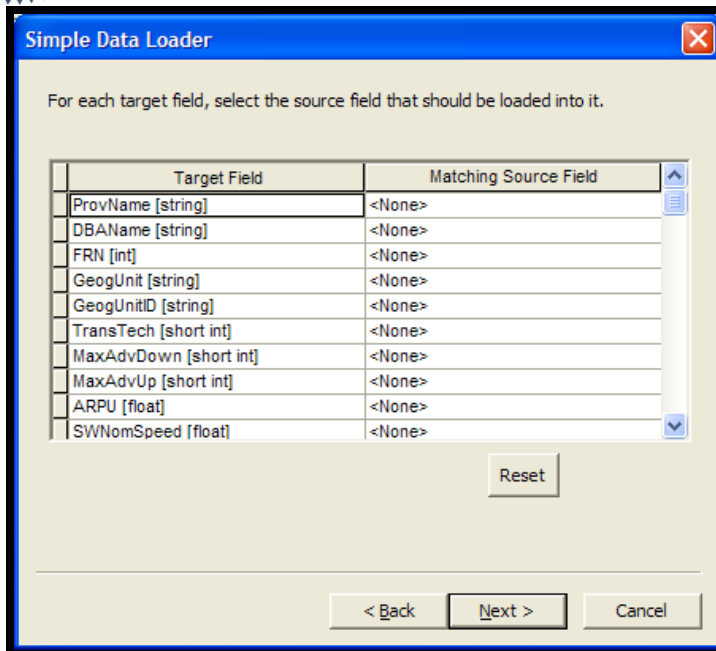 Simple Data Loader
For each target field, select the source field that should be loaded into it.
Target Field Matching Source Field
ProvName [string] <None>
DBAName [string] <None>
FRN [int] <None>
GeogUnit [string] <None>
GeogUnitID [string] <None>
TransTech [short int] <None>
MaxAdvDown [short int] <None>
MaxAdvUp [short int] <None>
ARPU [float] <None>
SWNomSpeed [float] <None>
Reset
< Back Next > Cancel